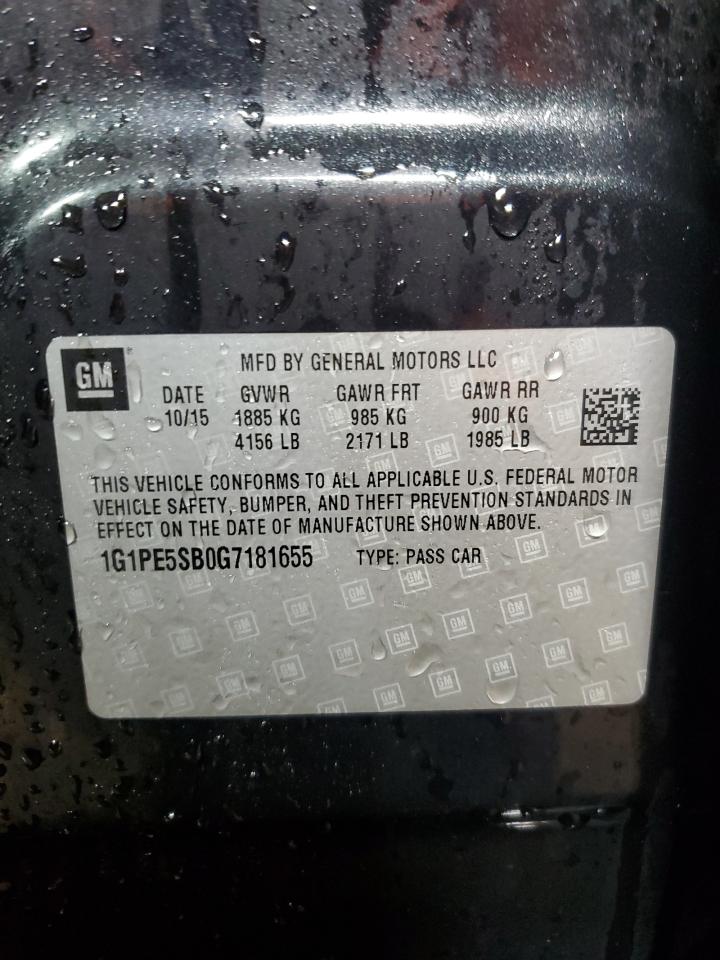 GM
MFD BY GENERAL MOTORS LLC
DATE GVWR GAWR FRT GAWR RR
10/15 1885 KG 985 KG 900 KG
4156 LB 2171 LB 1985 LB
THIS VEHICLE CONFORMS TO ALL APPLICABLE U.S. FEDERAL MOTOR
VEHICLE SAFETY, BUMPER, AND THEFT PREVENTION STANDARDS IN
EFFECT ON THE DATE OF MANUFACTURE SHOWN ABOVE.
1G1PE5SB0G7181655 TYPE: PASS CAR